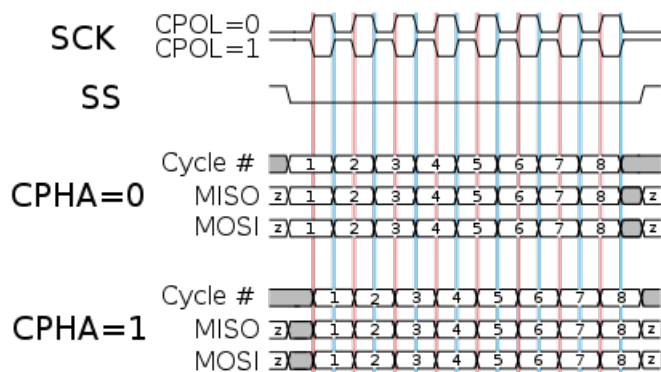 SCK CPOL=0
CPOL=1
SS
Cycle # 1 2 3 4 5 6 7 8
CPHA=0 MISO z 1 2 3 4 5 6 7 8 z
MOSI z 1 2 3 4 5 6 7 8 z
Cycle # 1 2 3 4 5 6 7 8
CPHA=1 MISO z 1 2 3 4 5 6 7 8 z
MOSI z 1 2 3 4 5 6 7 8 z